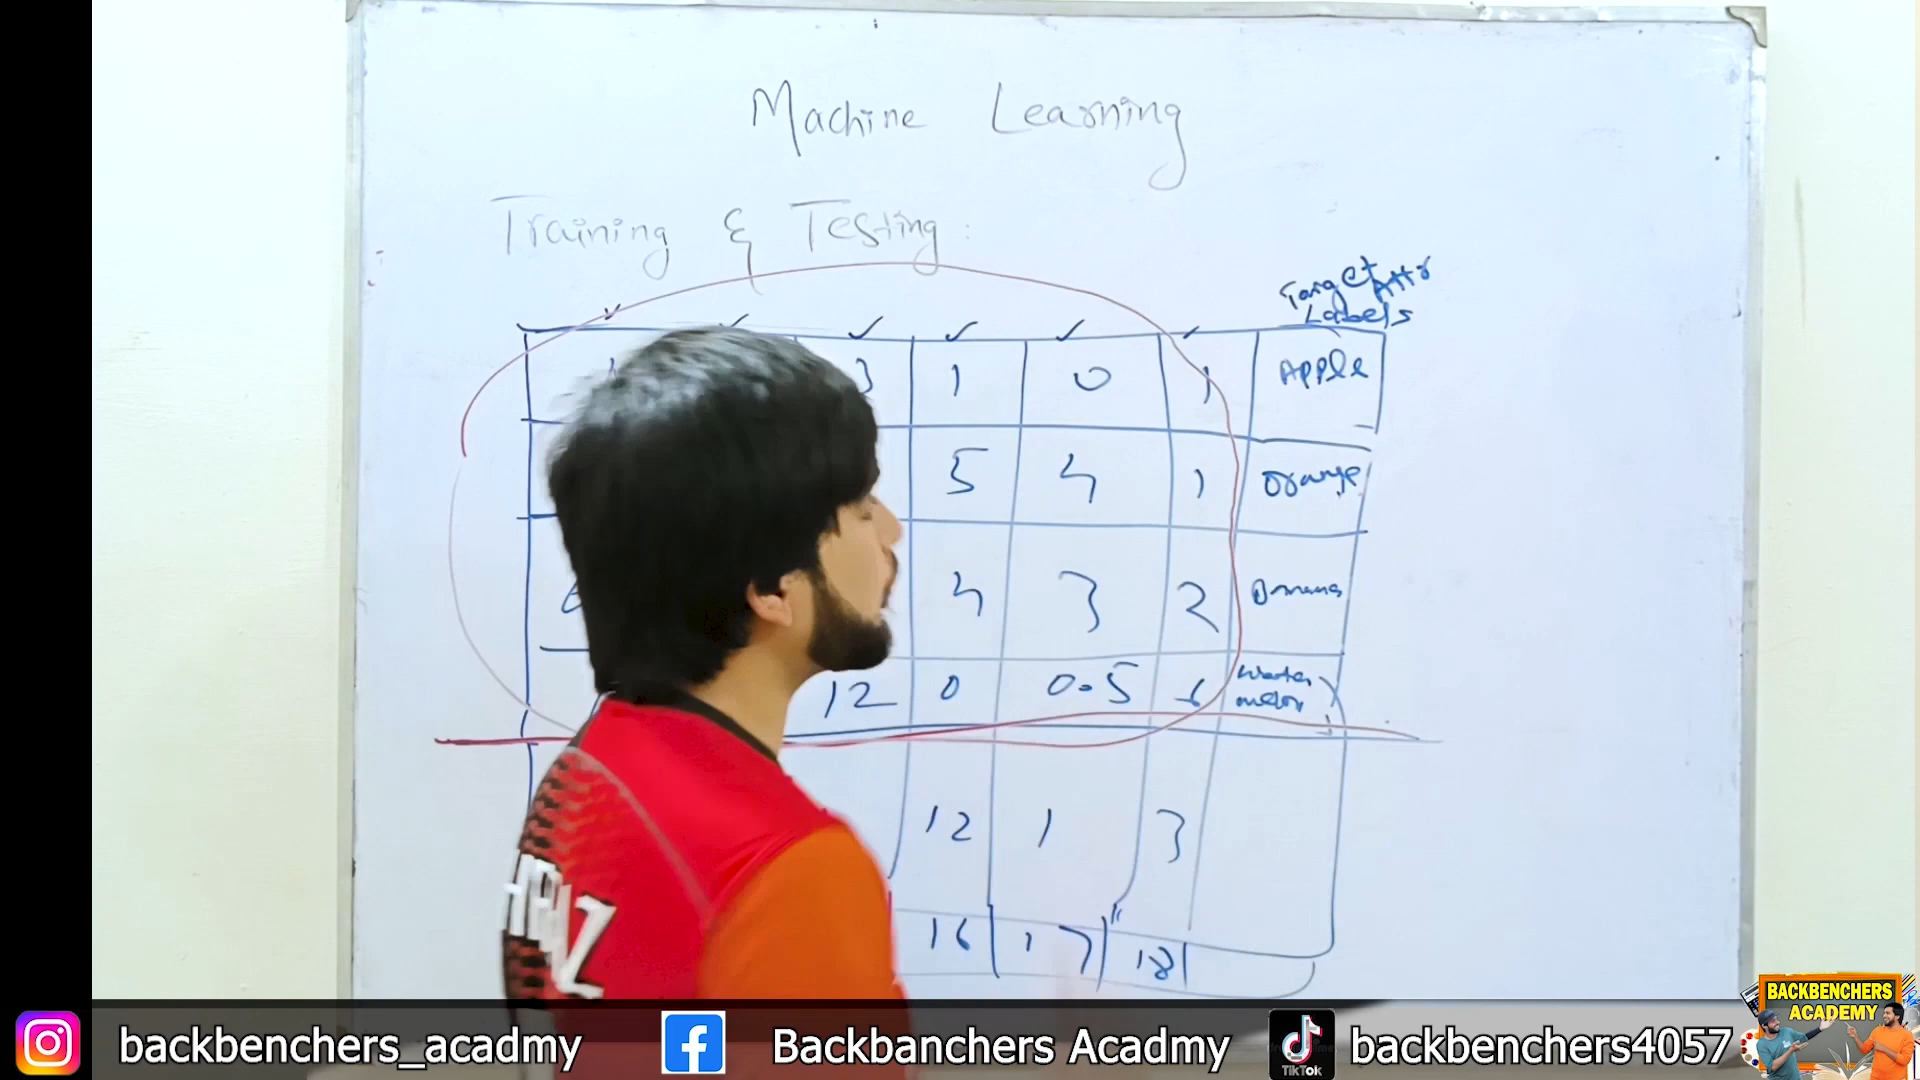 Machine Learning
Training & Testing:
Target Attr
Labels
3 1 0 1 Apple
5 4 1 Orange
4 3 2
12 0 0.5 Water
melon
12 1 3
16 17 18
backbenchers_acadmy
Backbanchers Acadmy
TikTok
backbenchers4057
BACKBENCHERS
ACADEMY